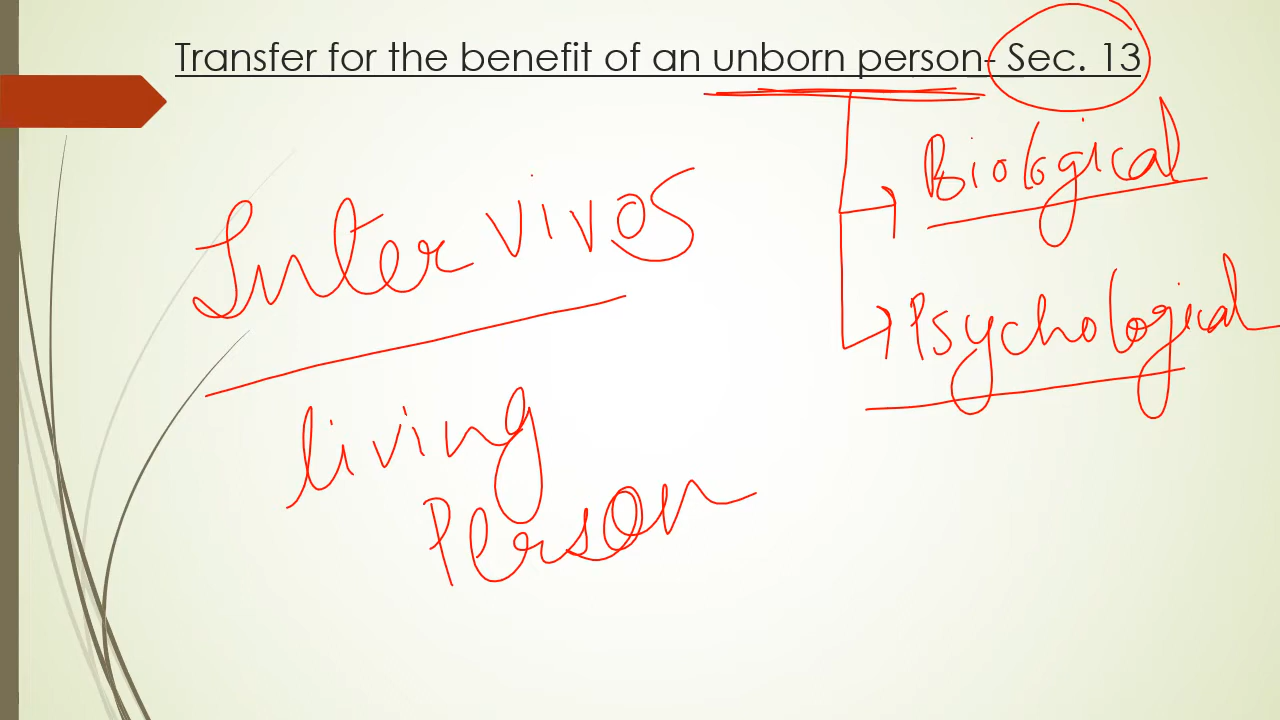 Transfer for the benefit of an unborn person- Sec. 13
Biological
Inter vivos
Psychological
living
Person